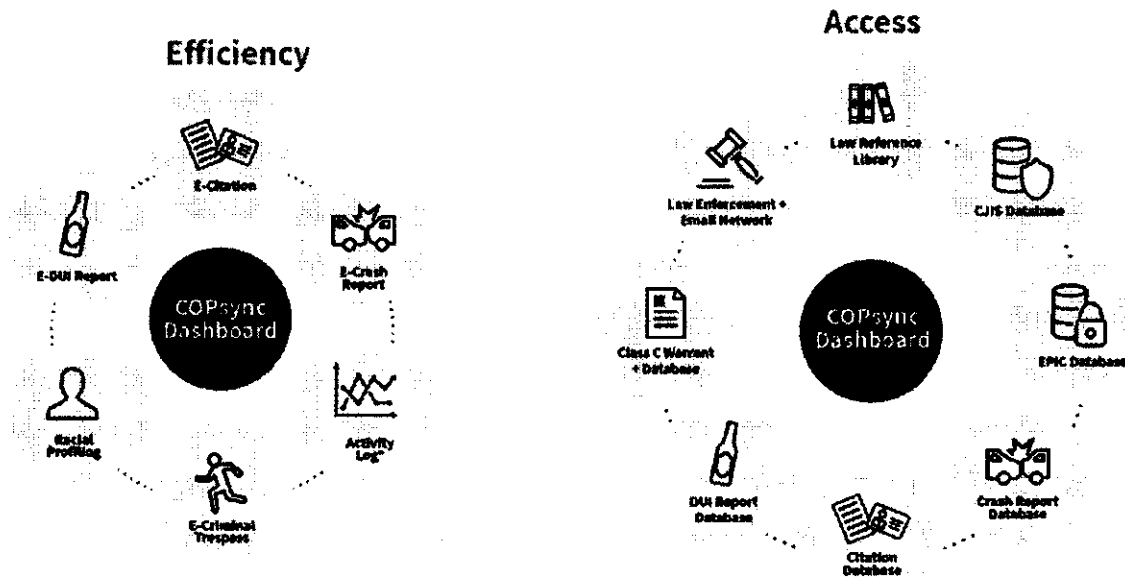 Efficiency
E-Citation
E-Crash
Report
Activity
Log*
E-Criminal
Trespass
Racial
Profiling
E-DUI Report
COPsync
Dashboard
Access
Law Reference
Library
CJIS Database
EPIC Database
Crash Report
Database
Citation
Database
DUI Report
Database
Class C Warrant
+ Database
Law Enforcement +
Email Network
COPsync
Dashboard